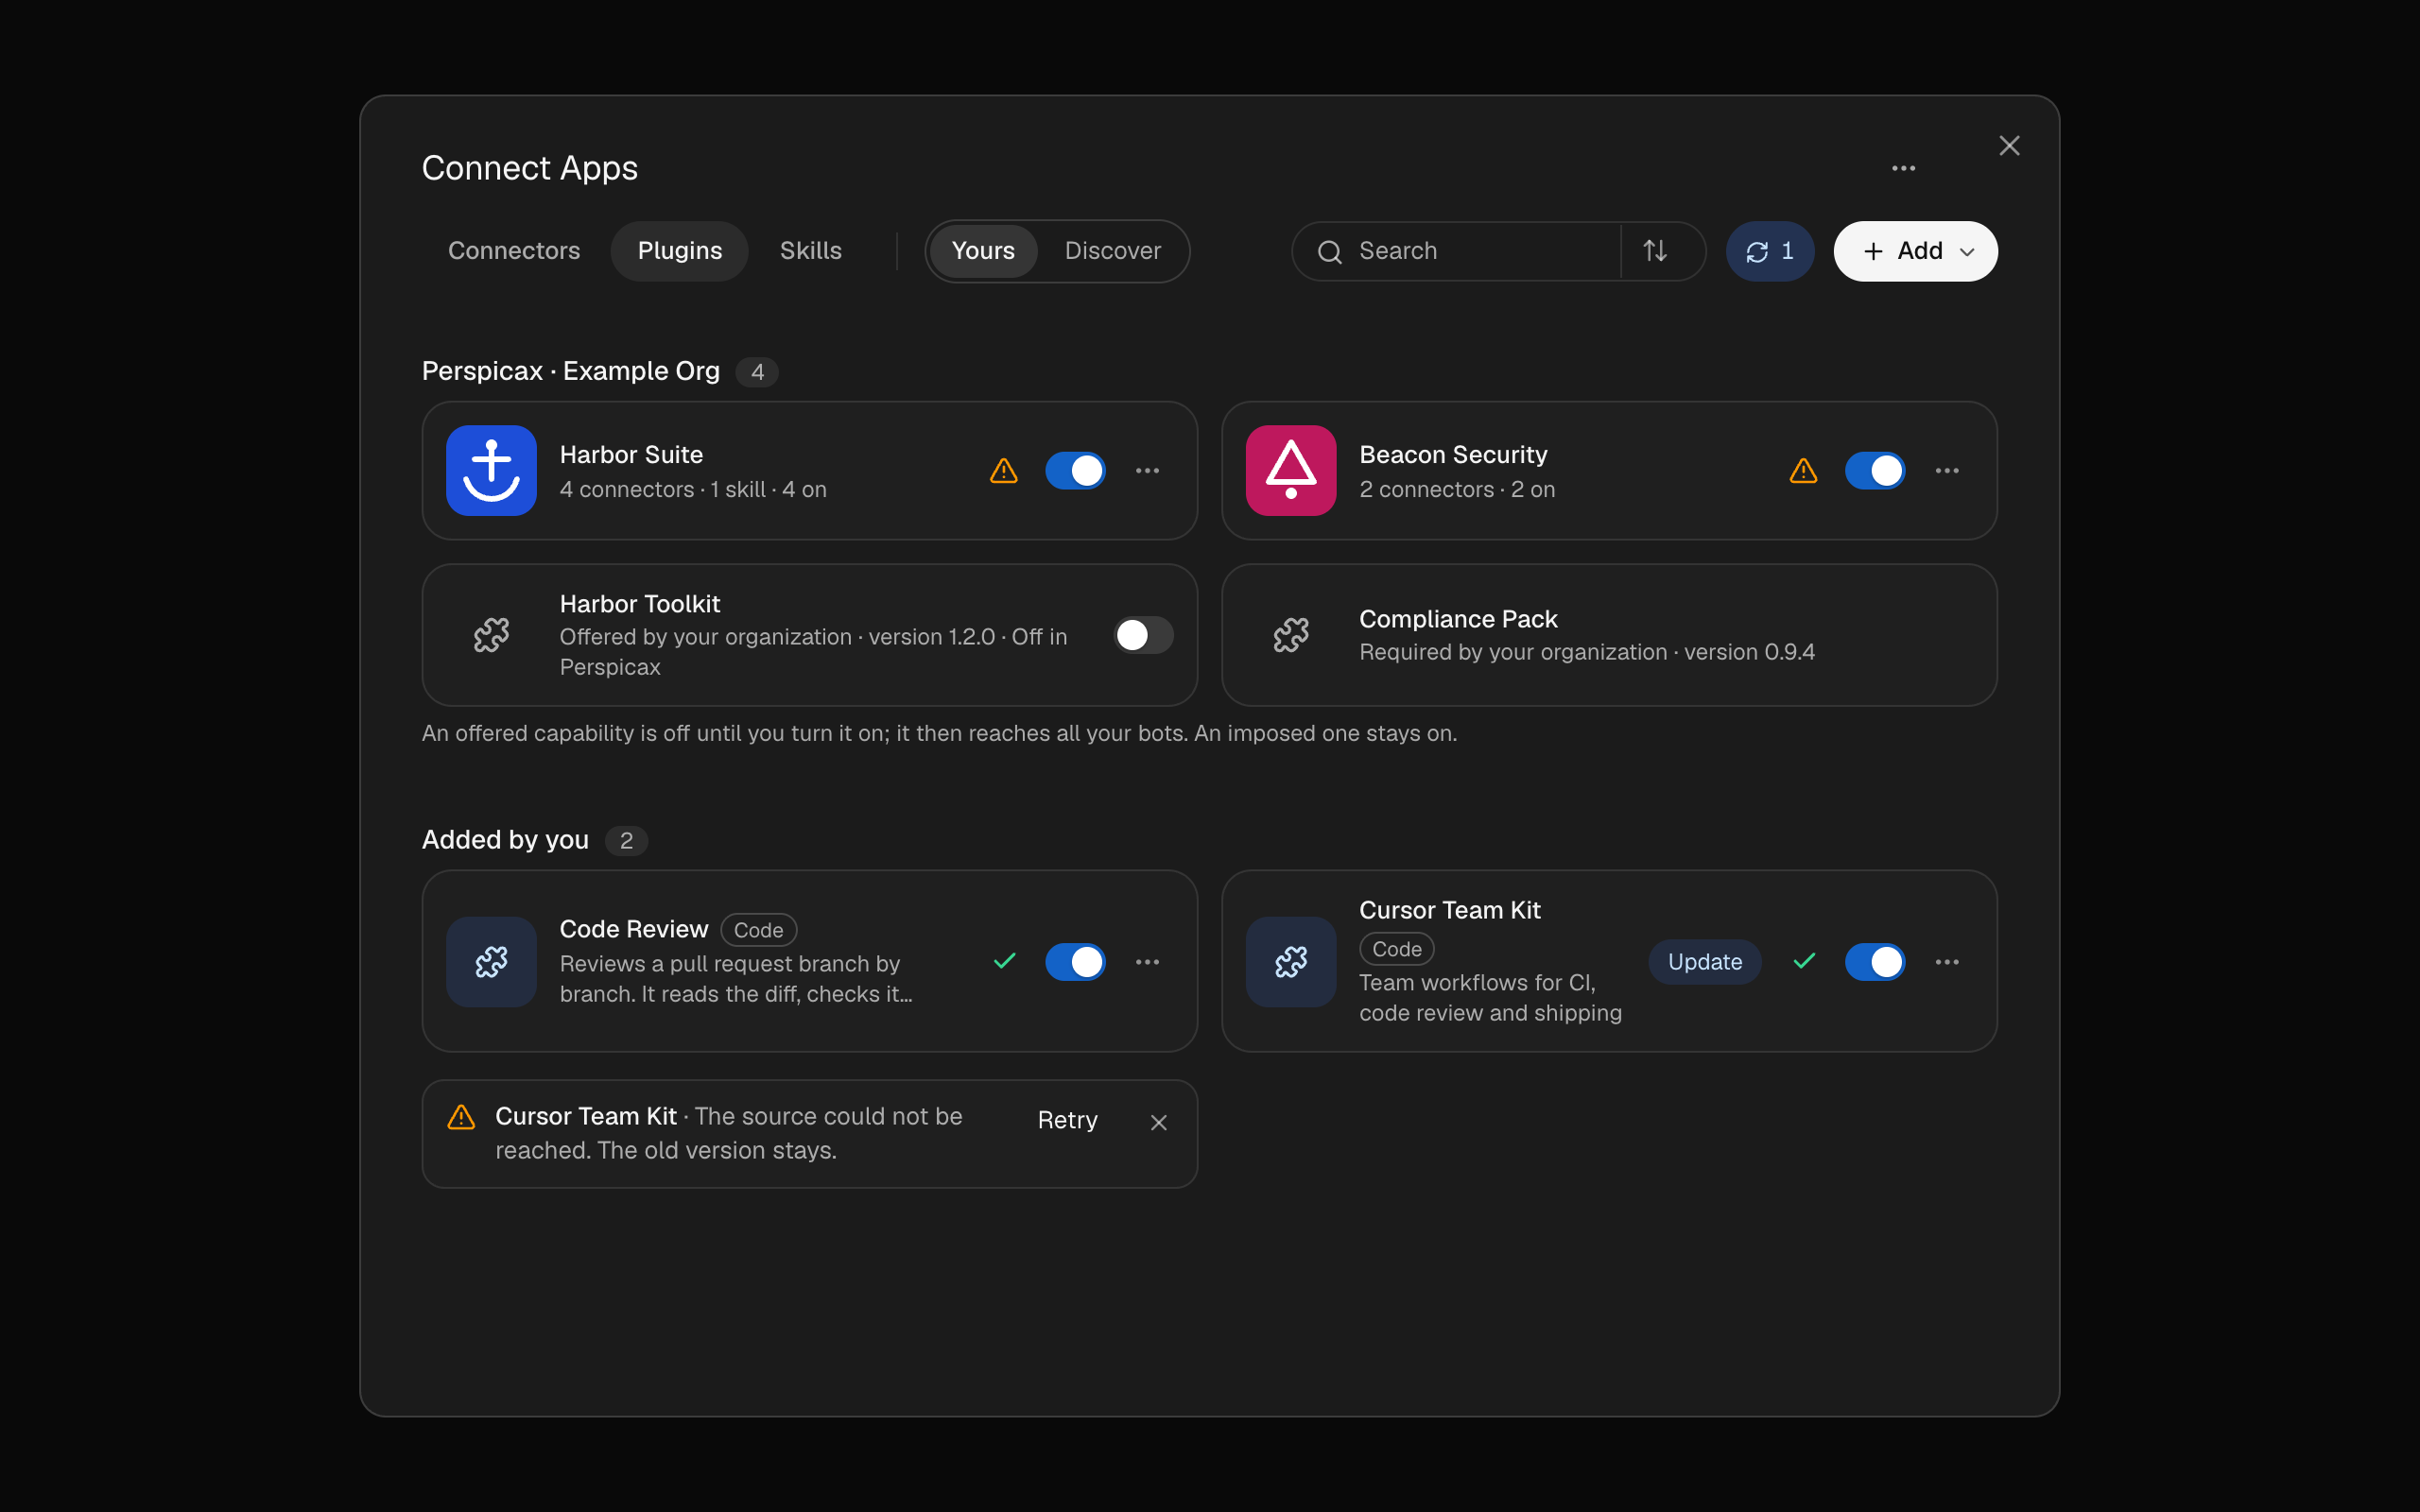 Connect Apps
Connectors
Plugins
Skills
Yours
Discover
Search
1
Add
Perspicax · Example Org 4
Harbor Suite
4 connectors · 1 skill · 4 on
Beacon Security
2 connectors · 2 on
Harbor Toolkit
Offered by your organization · version 1.2.0 · Off in
Perspicax
Compliance Pack
Required by your organization · version 0.9.4
An offered capability is off until you turn it on; it then reaches all your bots. An imposed one stays on.
Added by you 2
Code Review Code
Reviews a pull request branch by
branch. It reads the diff, checks it…
Cursor Team Kit
Code
Team workflows for CI,
code review and shipping
Update
Cursor Team Kit · The source could not be
reached. The old version stays.
Retry